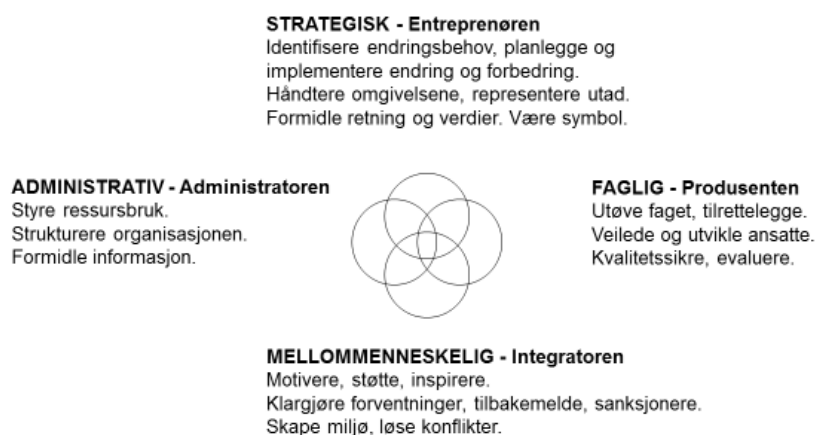 STRATEGISK - Entreprenøren
Identifisere endringsbehov, planlegge og
implementere endring og forbedring.
Håndtere omgivelsene, representere utad.
Formidle retning og verdier. Være symbol.
ADMINISTRATIV - Administratoren
Styre ressursbruk.
Strukturere organisasjonen.
Formidle informasjon.
FAGLIG - Produsenten
Utøve faget, tilrettelegge.
Veilede og utvikle ansatte.
Kvalitetssikre, evaluere.
MELLOMMENNESKELIG - Integratoren
Motivere, støtte, inspirere.
Klargjøre forventninger, tilbakemelde, sanksjonere.
Skape miljø, løse konflikter.